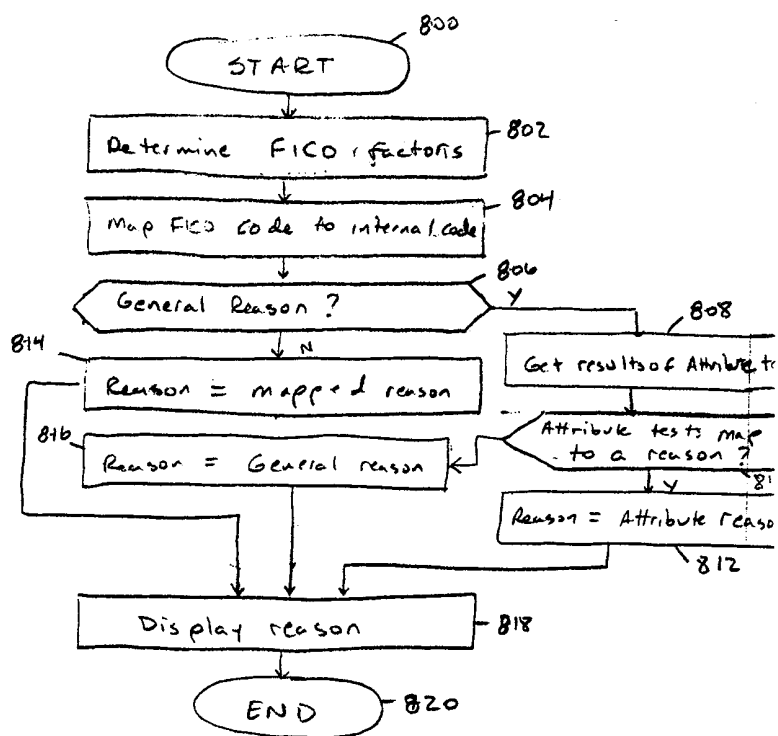 800
START
802
Determine FICO factors
804
Map FICO code to internal code
806
General Reason?
Y
808
N
814
Get results of Attribute
Reason = mapped reason
Attribute tests map
to a reason?
816
Reason = General reason
Y
Reason = Attribute
812
Display reason
818
END
820